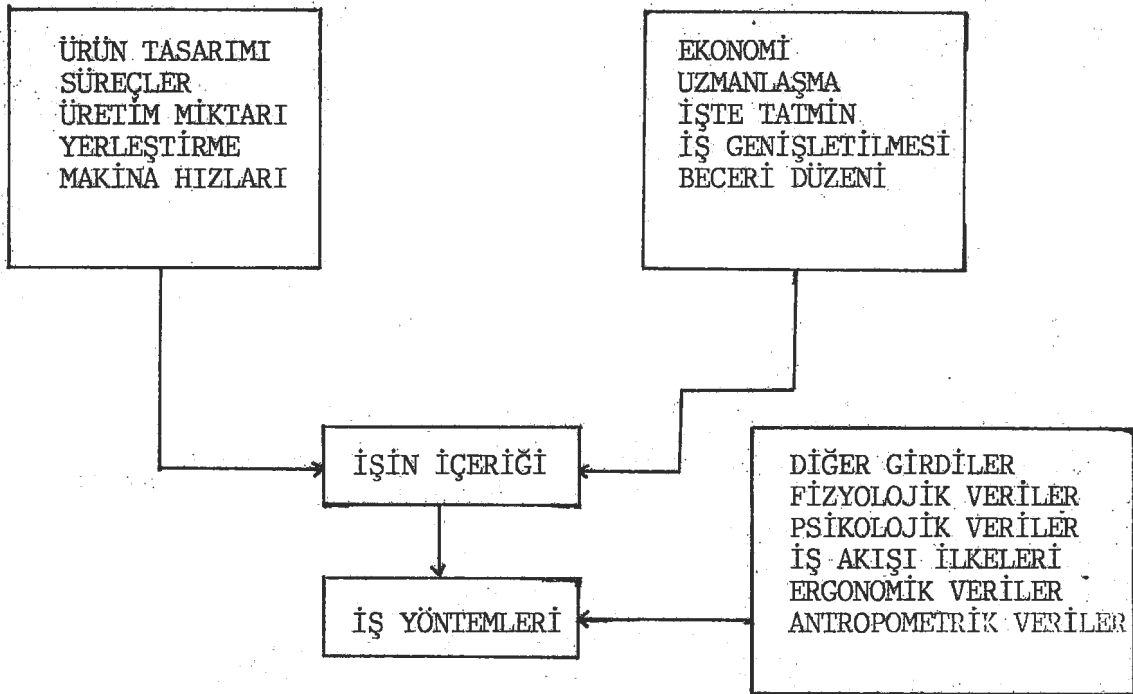 ÜRÜN TASARIMI
SÜREÇLER
ÜRETİM MİKTARI
YERLEŞTİRME
MAKİNA HIZLARI
EKONOMİ
UZMANLAŞMA
İŞTE TATMİN
İŞ GENİŞLETİLMESİ
BECERİ DÜZENİ
İŞİN İÇERİĞİ
İŞ YÖNTEMLERİ
DİĞER GİRDİLER
FİZYOLOJİK VERİLER
PSİKOLOJİK VERİLER
İŞ AKIŞI İLKELERİ
ERGONOMİK VERİLER
ANTROPOMETRİK VERİLER